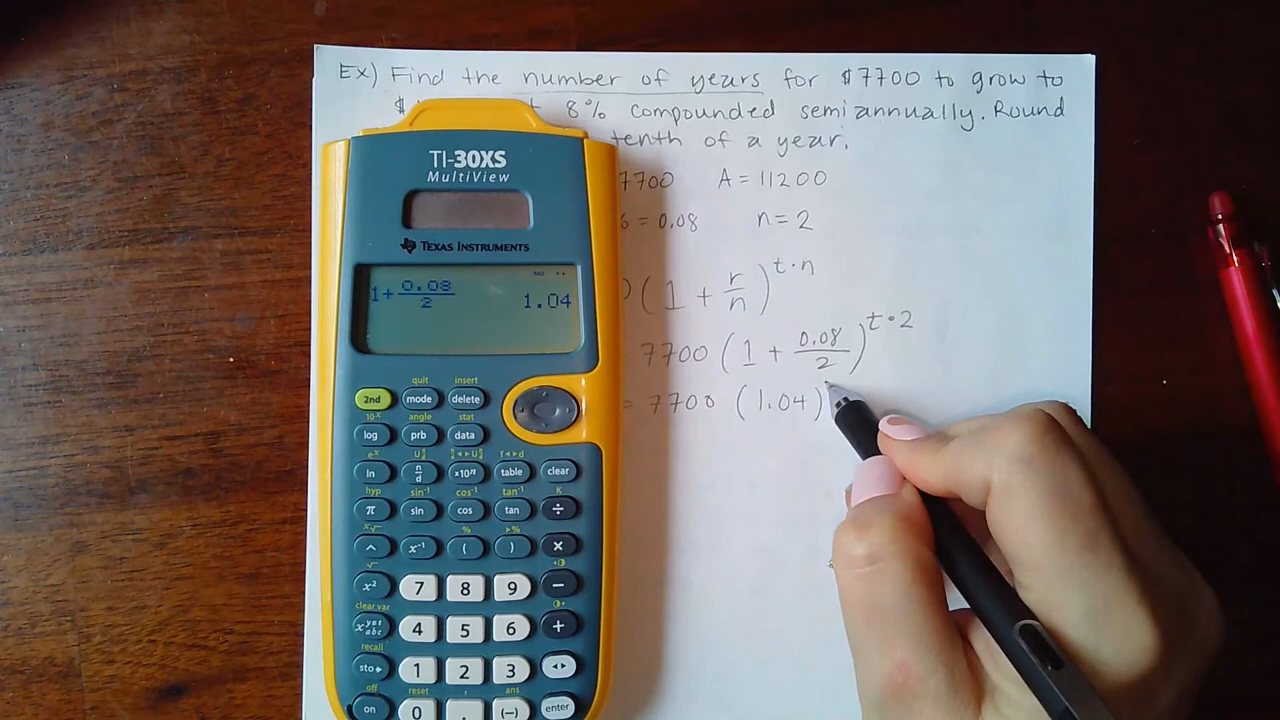 Ex) Find the number of years for $7700 to grow to
$ 8% compounded semiannually. Round
tenth of a year.
7700 A = 11200
= 0.08 n = 2
(1 + r/n)^t·n
7700 (1 + 0.08/2)^t·2
= 7700 (1.04)
TI-30XS
MultiView
TEXAS INSTRUMENTS
1+0.08/2 1.04
quit insert
2nd mode delete
10^x angle stat
log prb data
e^x f◄►d
ln n/d ×10^n table clear
hyp sin⁻¹ cos⁻¹ tan⁻¹ K
π sin cos tan ÷
x√ % ►%
^ x⁻¹ ( ) ×
√
x² 7 8 9 −
clear var
x yzt abc 4 5 6 +
recall
sto► 1 2 3 ◄►
off reset , ans
on 0 . (−) enter